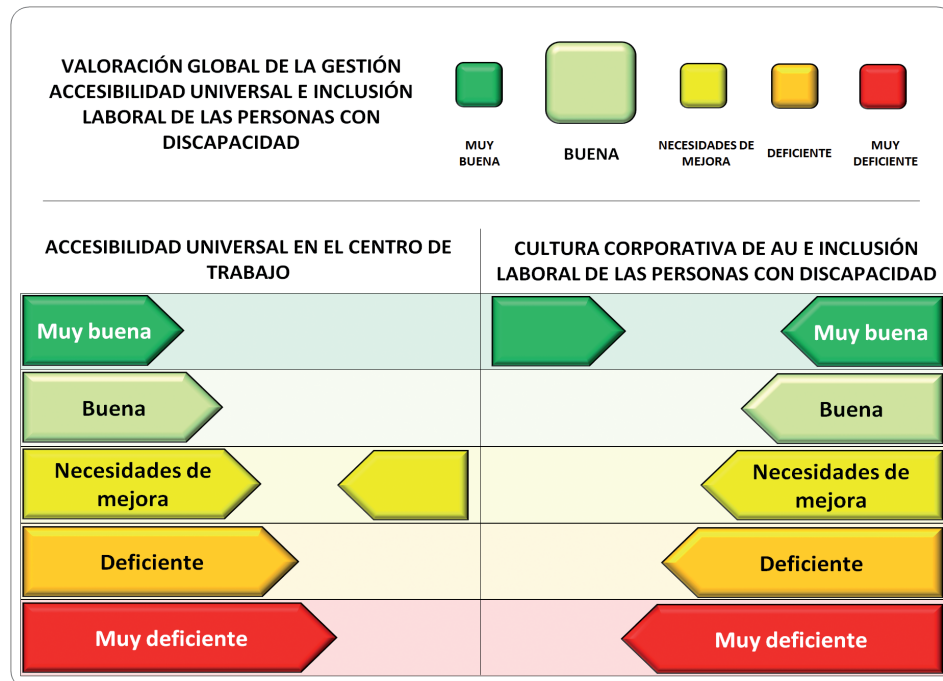 VALORACIÓN GLOBAL DE LA GESTIÓN
ACCESIBILIDAD UNIVERSAL E INCLUSIÓN
LABORAL DE LAS PERSONAS CON
DISCAPACIDAD
MUY
BUENA
BUENA
NECESIDADES DE
MEJORA
DEFICIENTE
MUY
DEFICIENTE
ACCESIBILIDAD UNIVERSAL EN EL CENTRO DE
TRABAJO
CULTURA CORPORATIVA DE AU E INCLUSIÓN
LABORAL DE LAS PERSONAS CON DISCAPACIDAD
Muy buena
Muy buena
Buena
Buena
Necesidades de
mejora
Necesidades de
mejora
Deficiente
Deficiente
Muy deficiente
Muy deficiente